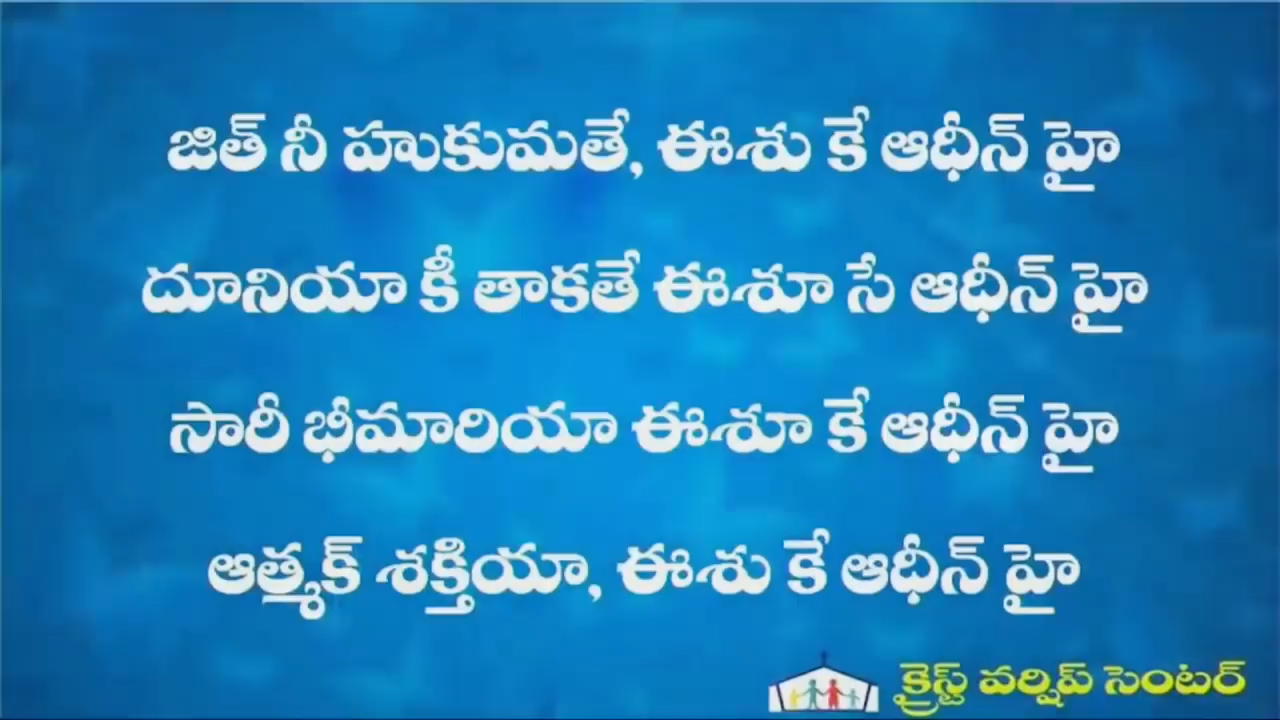 జిత్ నీ హుకుమతే, ఈశు కే ఆధీన్ హై
దూనియా కీ తాకతే ఈశూ సే ఆధీన్ హై
సారీ భీమారియా ఈశూ కే ఆధీన్ హై
ఆత్మక్ శక్తియా, ఈశు కే ఆధీన్ హై
క్రైస్ట్ వర్షిప్ సెంటర్